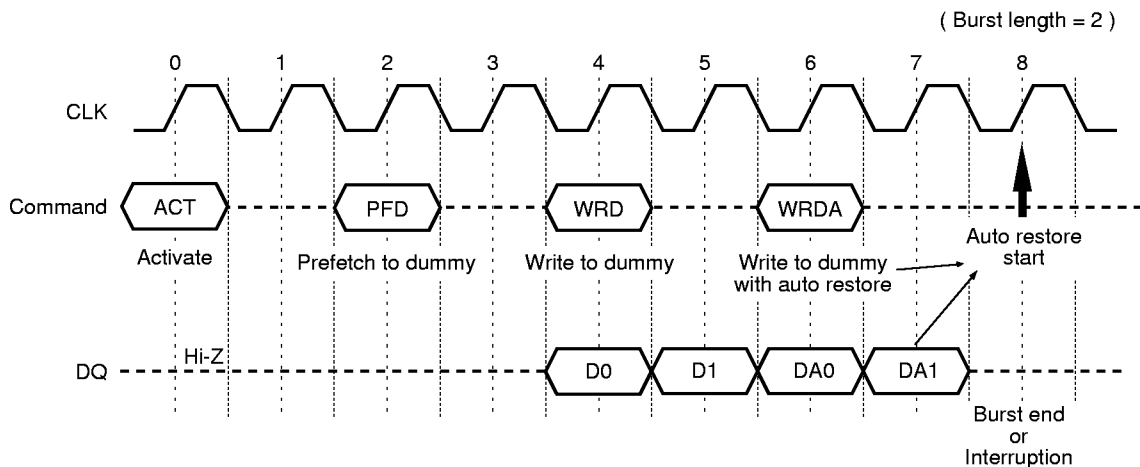 ( Burst length = 2 )
0 1 2 3 4 5 6 7 8
CLK
Command ACT PFD WRD WRDA
Activate Prefetch to dummy Write to dummy Write to dummy
with auto restore
Auto restore
start
Hi-Z
DQ D0 D1 DA0 DA1
Burst end
or
Interruption